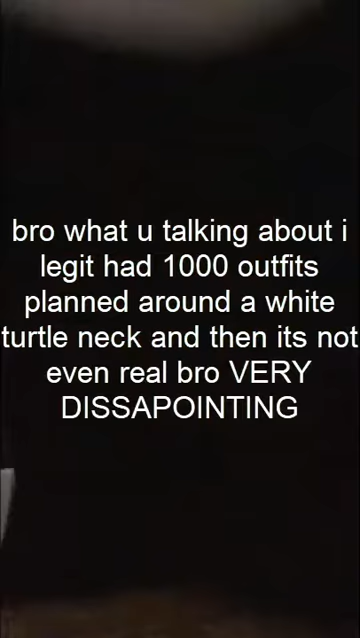 bro what u talking about i
legit had 1000 outfits
planned around a white
turtle neck and then its not
even real bro VERY
DISSAPOINTING